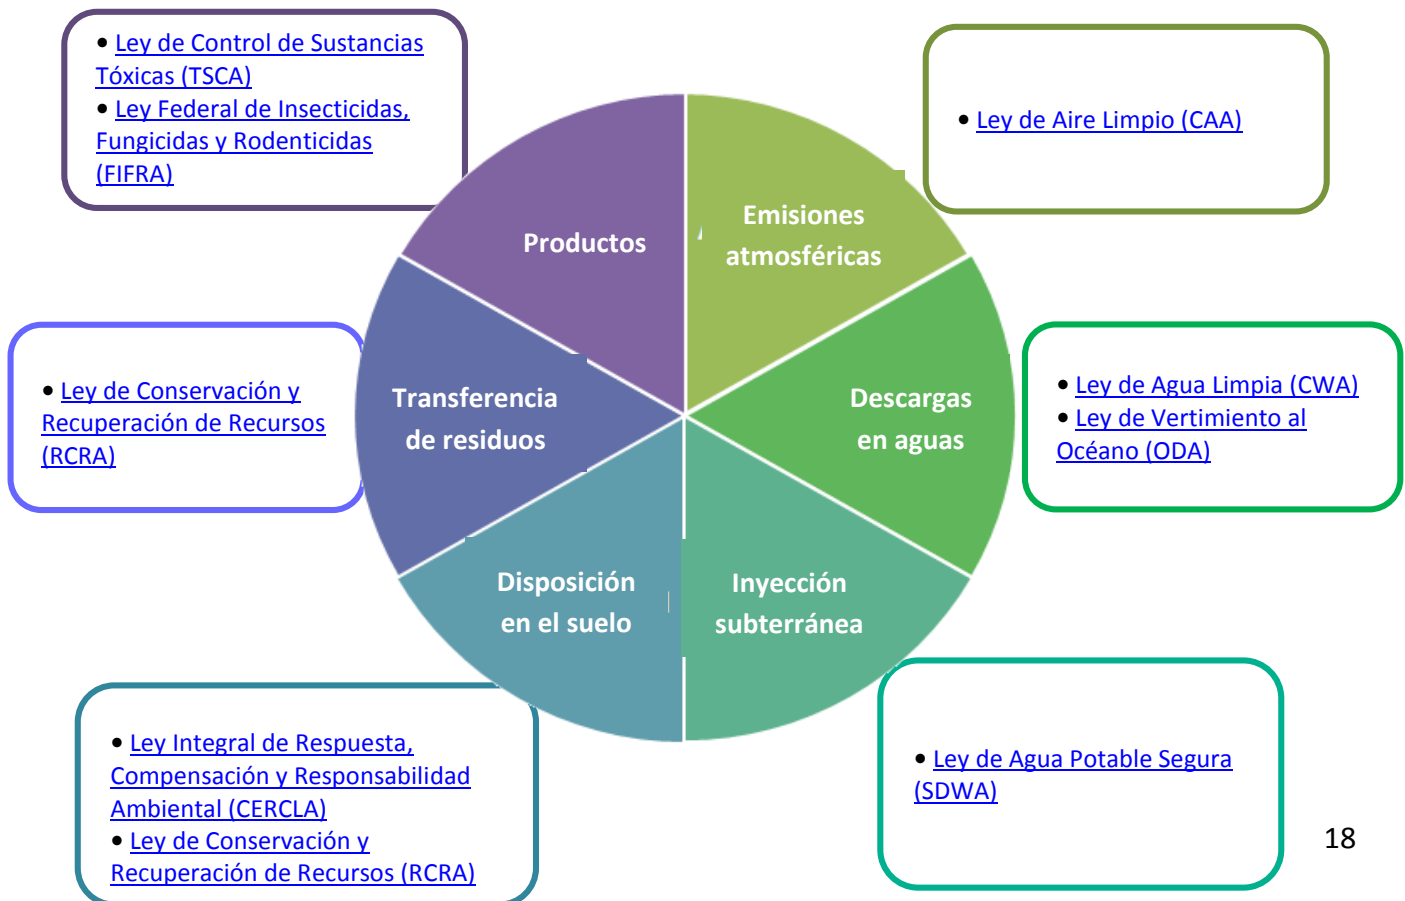 • Ley de Control de Sustancias
Tóxicas (TSCA)
• Ley Federal de Insecticidas,
Fungicidas y Rodenticidas
(FIFRA)
• Ley de Aire Limpio (CAA)
Productos
Emisiones
atmosféricas
• Ley de Conservación y
Recuperación de Recursos
(RCRA)
Transferencia
de residuos
Descargas
en aguas
• Ley de Agua Limpia (CWA)
• Ley de Vertimiento al
Océano (ODA)
Disposición
en el suelo
Inyección
subterránea
• Ley Integral de Respuesta,
Compensación y Responsabilidad
Ambiental (CERCLA)
• Ley de Conservación y
Recuperación de Recursos (RCRA)
• Ley de Agua Potable Segura
(SDWA)
18